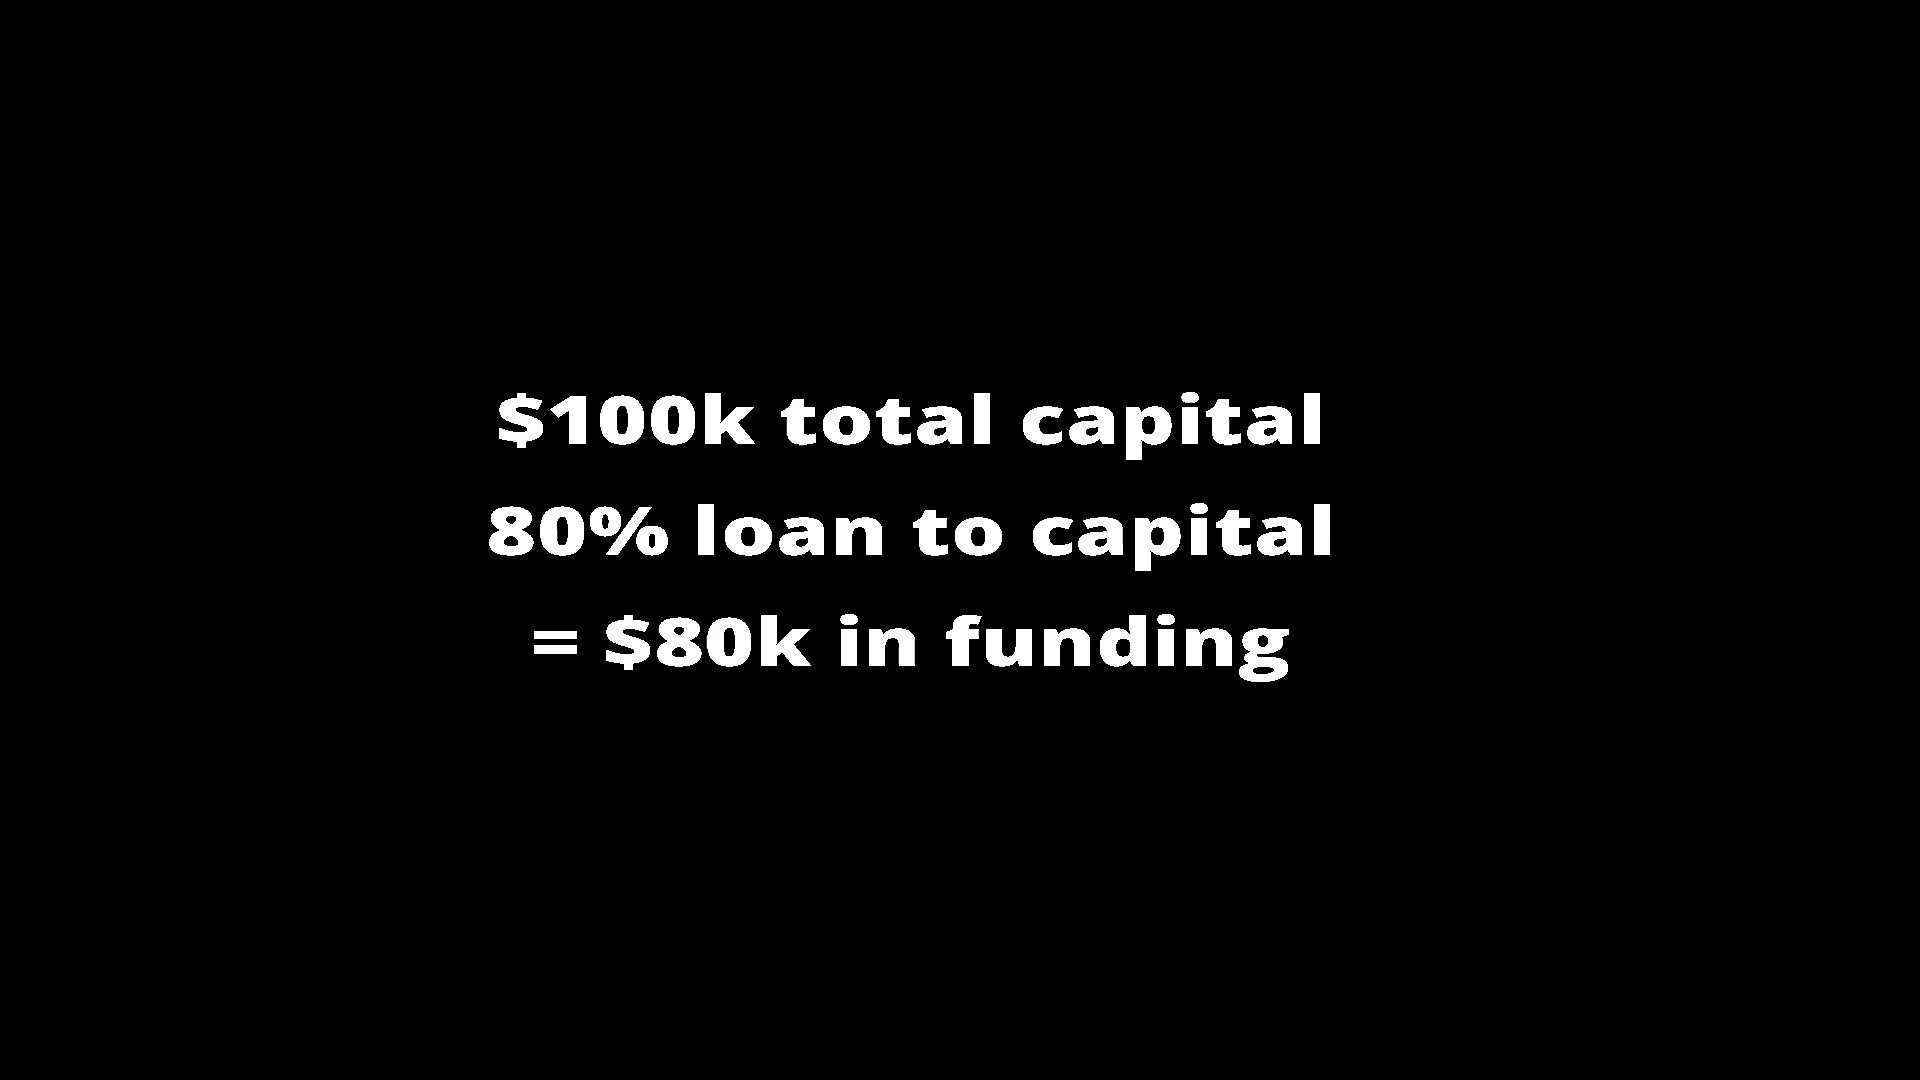 $100k total capital
80% loan to capital
= $80k in funding